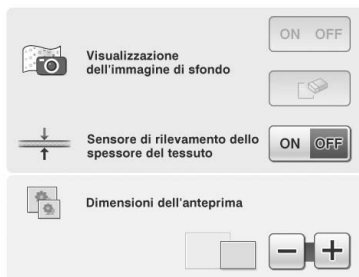 Visualizzazione
dell'immagine di sfondo
ON OFF
Sensore di rilevamento dello
spessore del tessuto
ON OFF
Dimensioni dell'anteprima